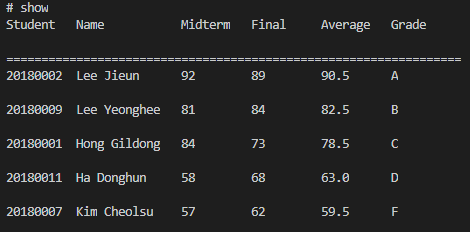 # show
Student Name Midterm Final Average Grade
=================================================================
20180002 Lee Jieun 92 89 90.5 A
20180009 Lee Yeonghee 81 84 82.5 B
20180001 Hong Gildong 84 73 78.5 C
20180011 Ha Donghun 58 68 63.0 D
20180007 Kim Cheolsu 57 62 59.5 F